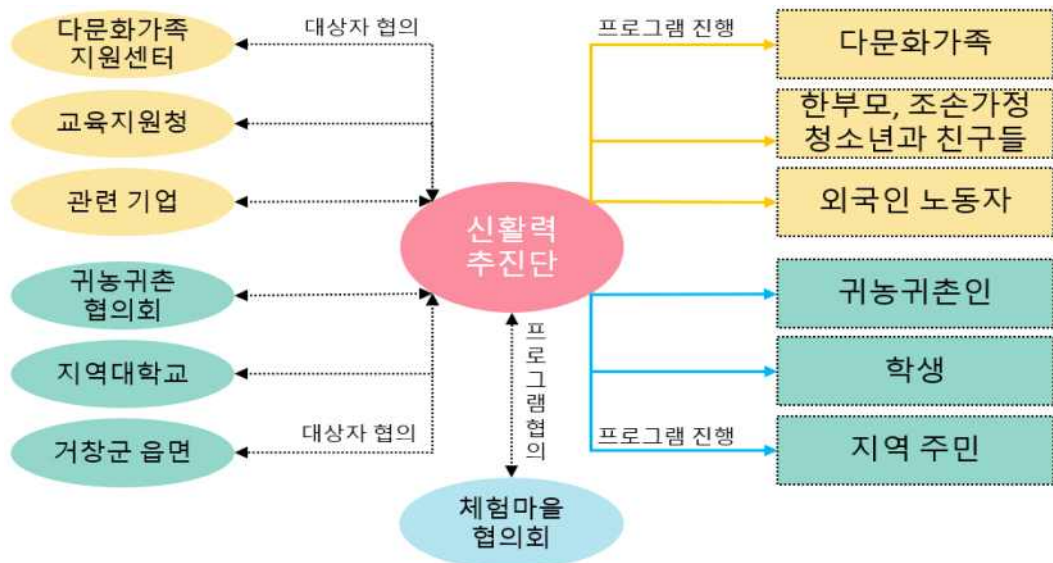 다문화가족
지원센터
대상자 협의
프로그램 진행
다문화가족
교육지원청
한부모, 조손가정
청소년과 친구들
관련 기업
외국인 노동자
신활력
추진단
귀농귀촌
협의회
귀농귀촌인
지역대학교
프로그램협의
학생
거창군 읍면
대상자 협의
프로그램 진행
지역 주민
체험마을
협의회